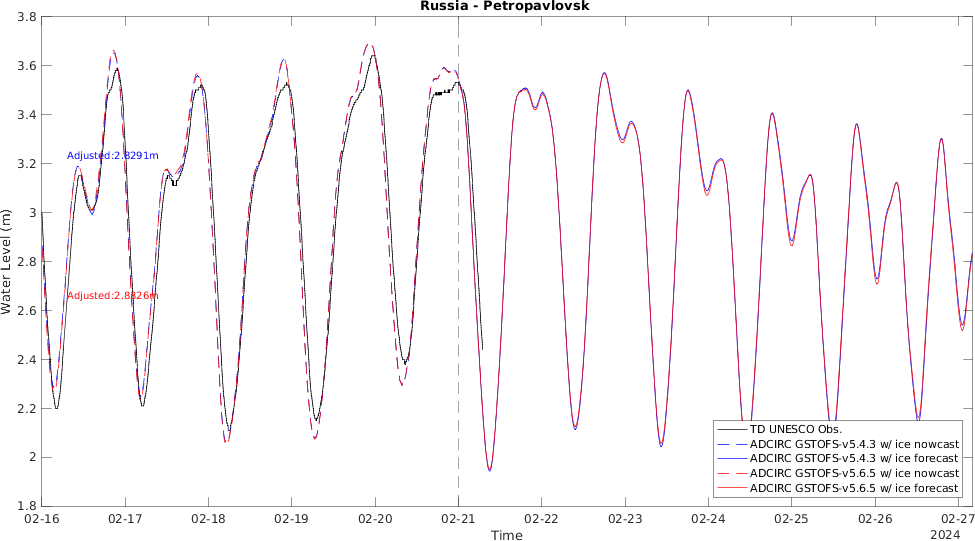 Russia - Petropavlovsk
3.8
3.6
3.4
3.2
3
2.8
2.6
2.4
2.2
2
1.8
Water Level (m)
Adjusted:2.8291m
Adjusted:2.8326m
TD UNESCO Obs.
ADCIRC GSTOFS-v5.4.3 w/ ice nowcast
ADCIRC GSTOFS-v5.4.3 w/ ice forecast
ADCIRC GSTOFS-v5.6.5 w/ ice nowcast
ADCIRC GSTOFS-v5.6.5 w/ ice forecast
02-16 02-17 02-18 02-19 02-20 02-21 02-22 02-23 02-24 02-25 02-26 02-27
Time
2024